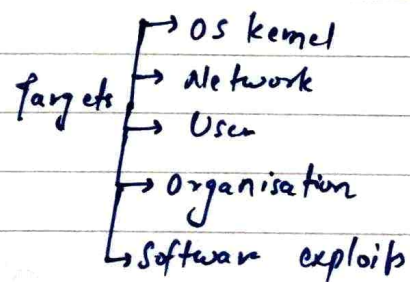 OS kernel
Network
Targets
User
Organisation
Software exploits